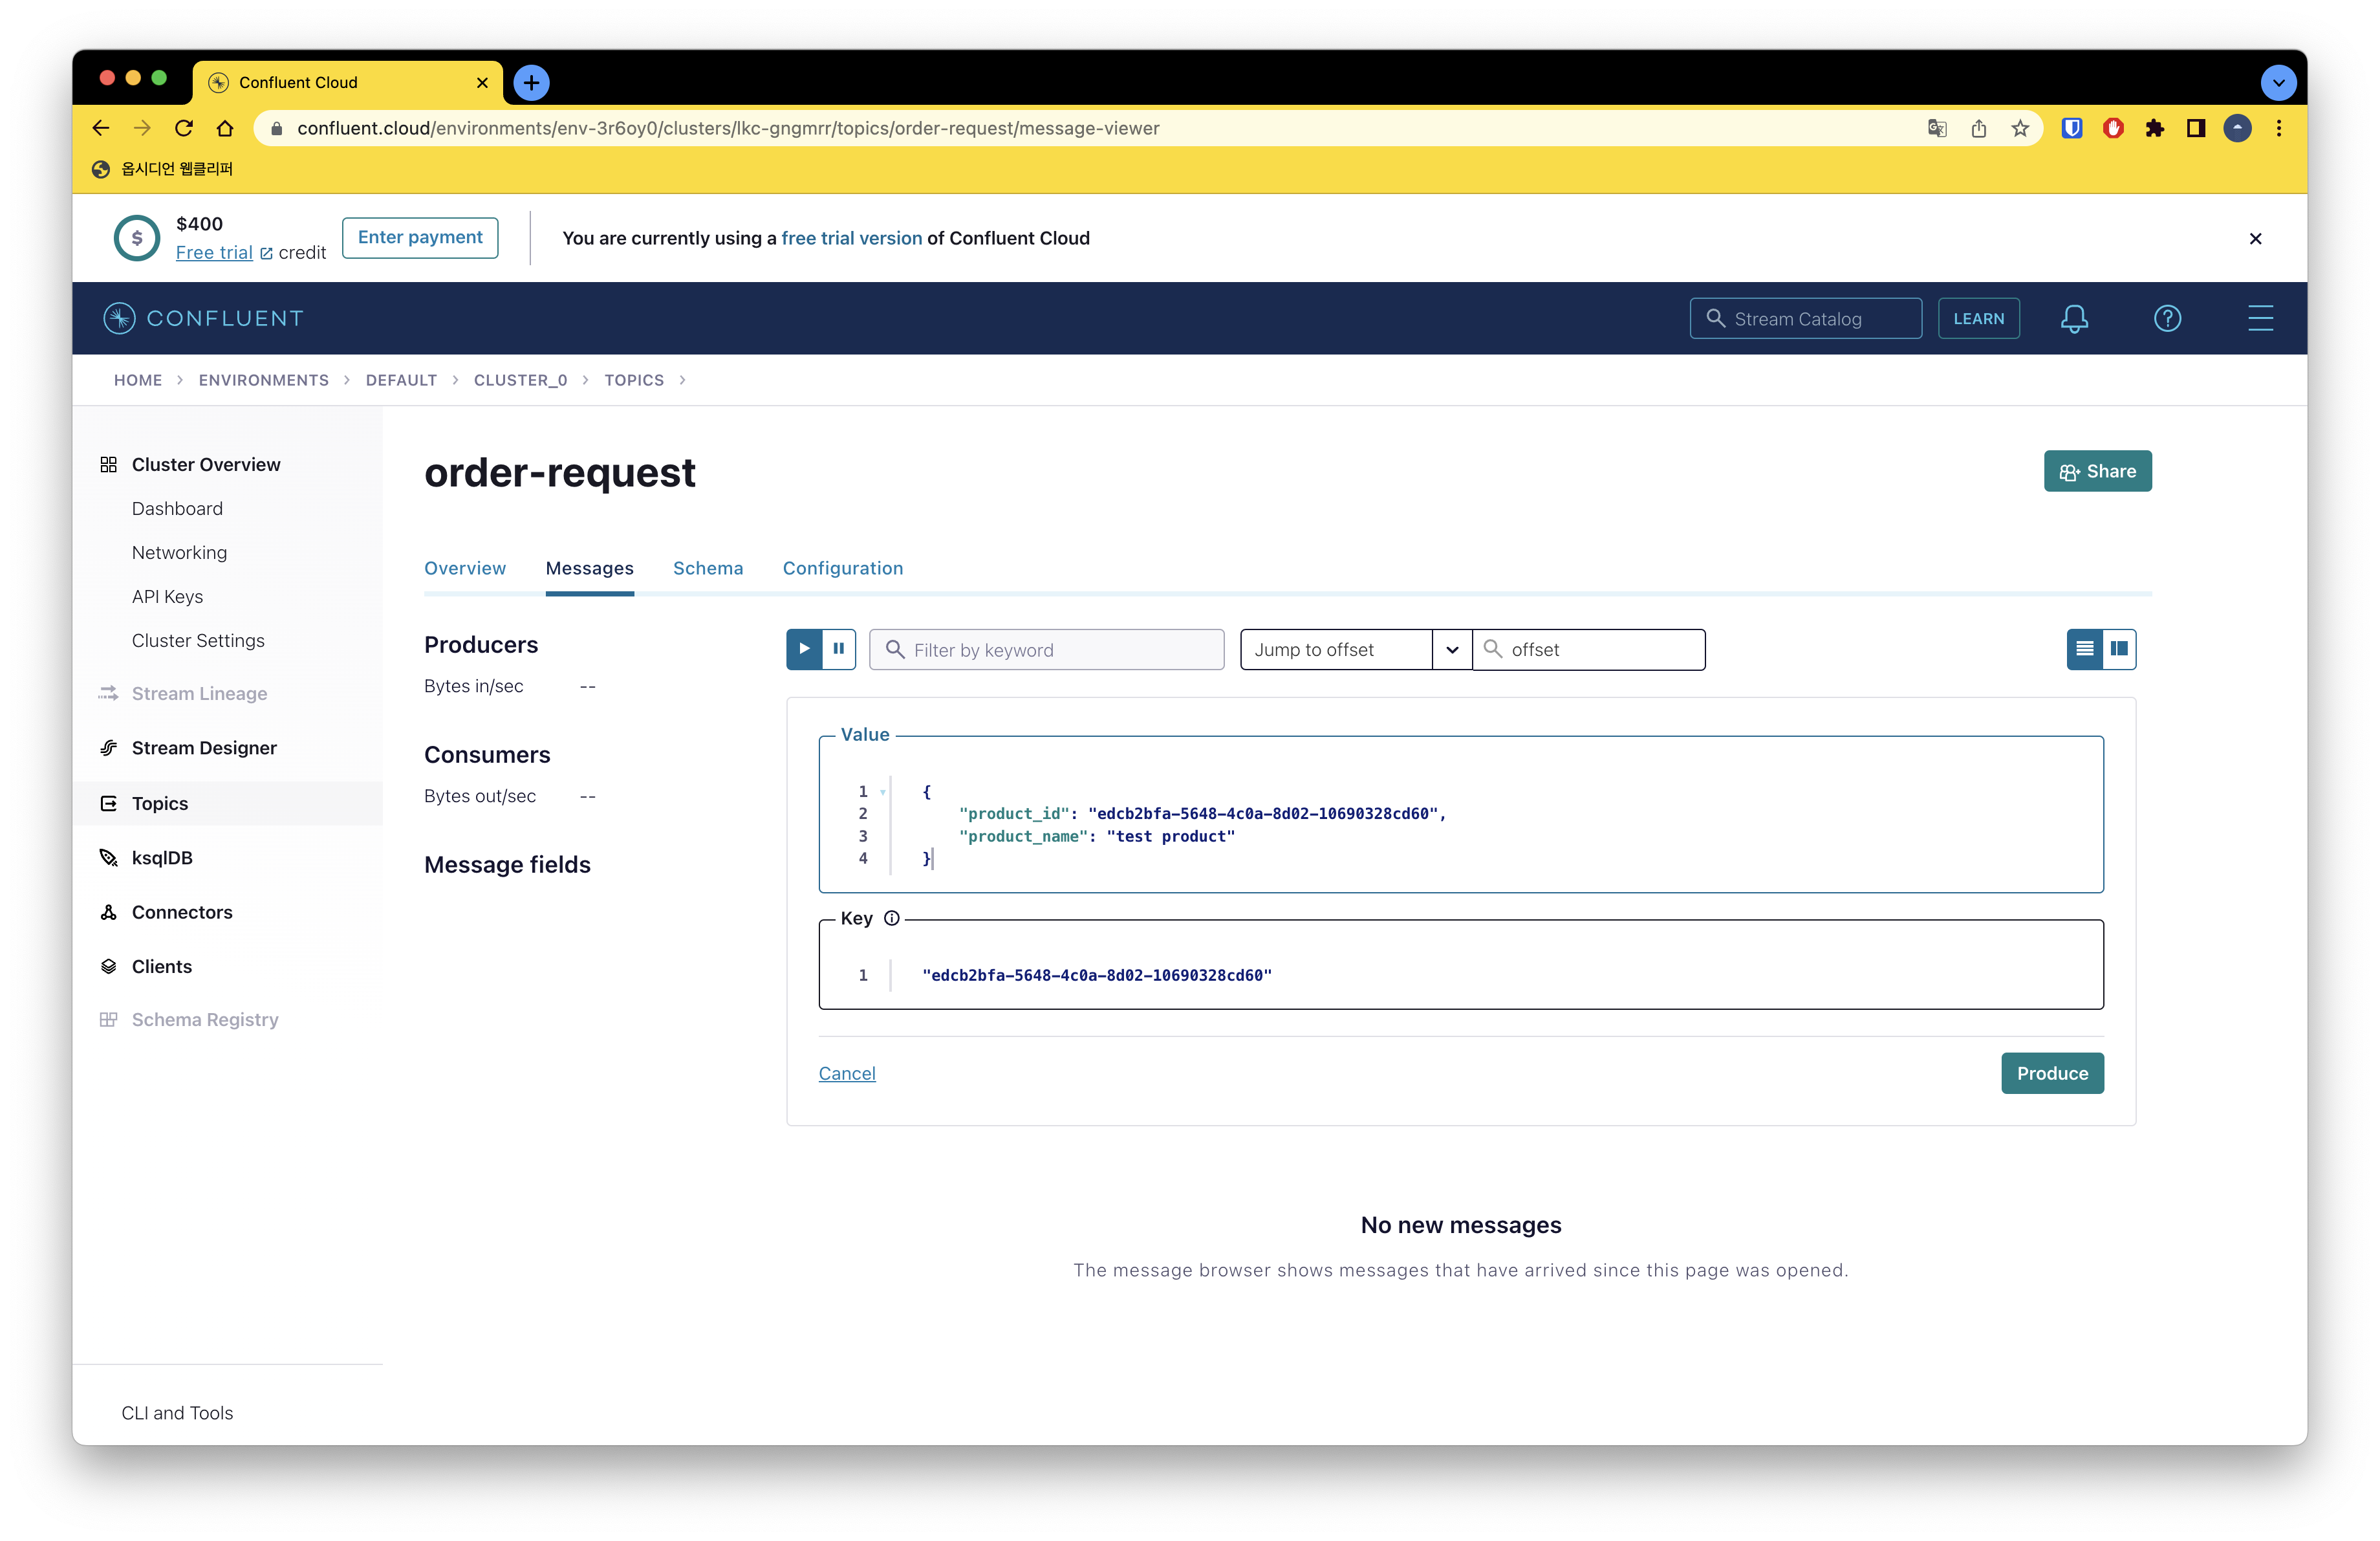 Confluent Cloud
confluent.cloud/environments/env-3r6oy0/clusters/lkc-gngmrr/topics/order-request/message-viewer
옵시디언 웹클리퍼
$
$400
Free trial credit
Enter payment
You are currently using a free trial version of Confluent Cloud
CONFLUENT
Stream Catalog
LEARN
HOME > ENVIRONMENTS > DEFAULT > CLUSTER_0 > TOPICS >
Cluster Overview
Dashboard
Networking
API Keys
Cluster Settings
Stream Lineage
Stream Designer
Topics
ksqlDB
Connectors
Clients
Schema Registry
CLI and Tools
order-request
Share
Overview Messages Schema Configuration
Producers
Bytes in/sec --
Consumers
Bytes out/sec --
Message fields
Filter by keyword
Jump to offset
offset
Value
1 {
2 "product_id": "edcb2bfa-5648-4c0a-8d02-10690328cd60",
3 "product_name": "test product"
4 }
Key
1 "edcb2bfa-5648-4c0a-8d02-10690328cd60"
Cancel
Produce
No new messages
The message browser shows messages that have arrived since this page was opened.